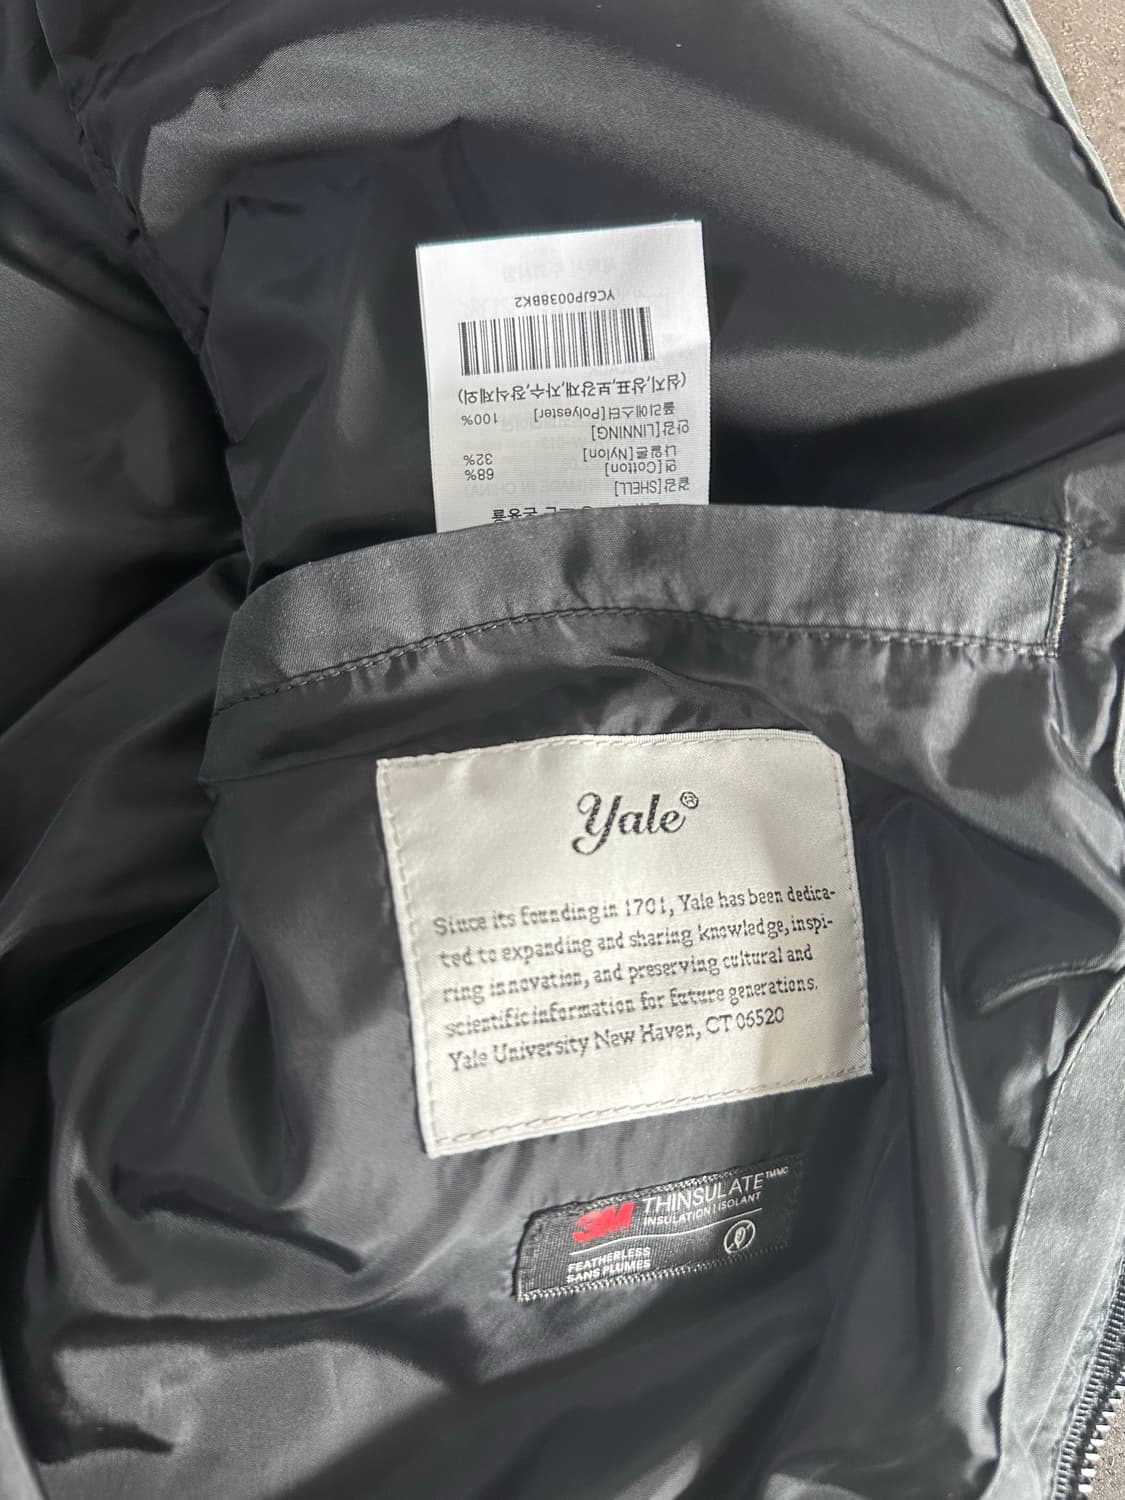 [SHELL]겉감
68% [Cotton]면
32% [Nylon]나일론
[LINNING]안감
100% [Polyester]폴리에스터
(심지,상표,보강재,자수,장식제외)
YC6JP0038BK2
Yale®
Since its founding in 1701, Yale has been dedica-
ted to expanding and sharing knowledge, inspi-
ring innovation, and preserving cultural and
scientific information for future generations.
Yale University New Haven, CT 06520
3M THINSULATE™MC
INSULATION | ISOLANT
FEATHERLESS
SANS PLUMES